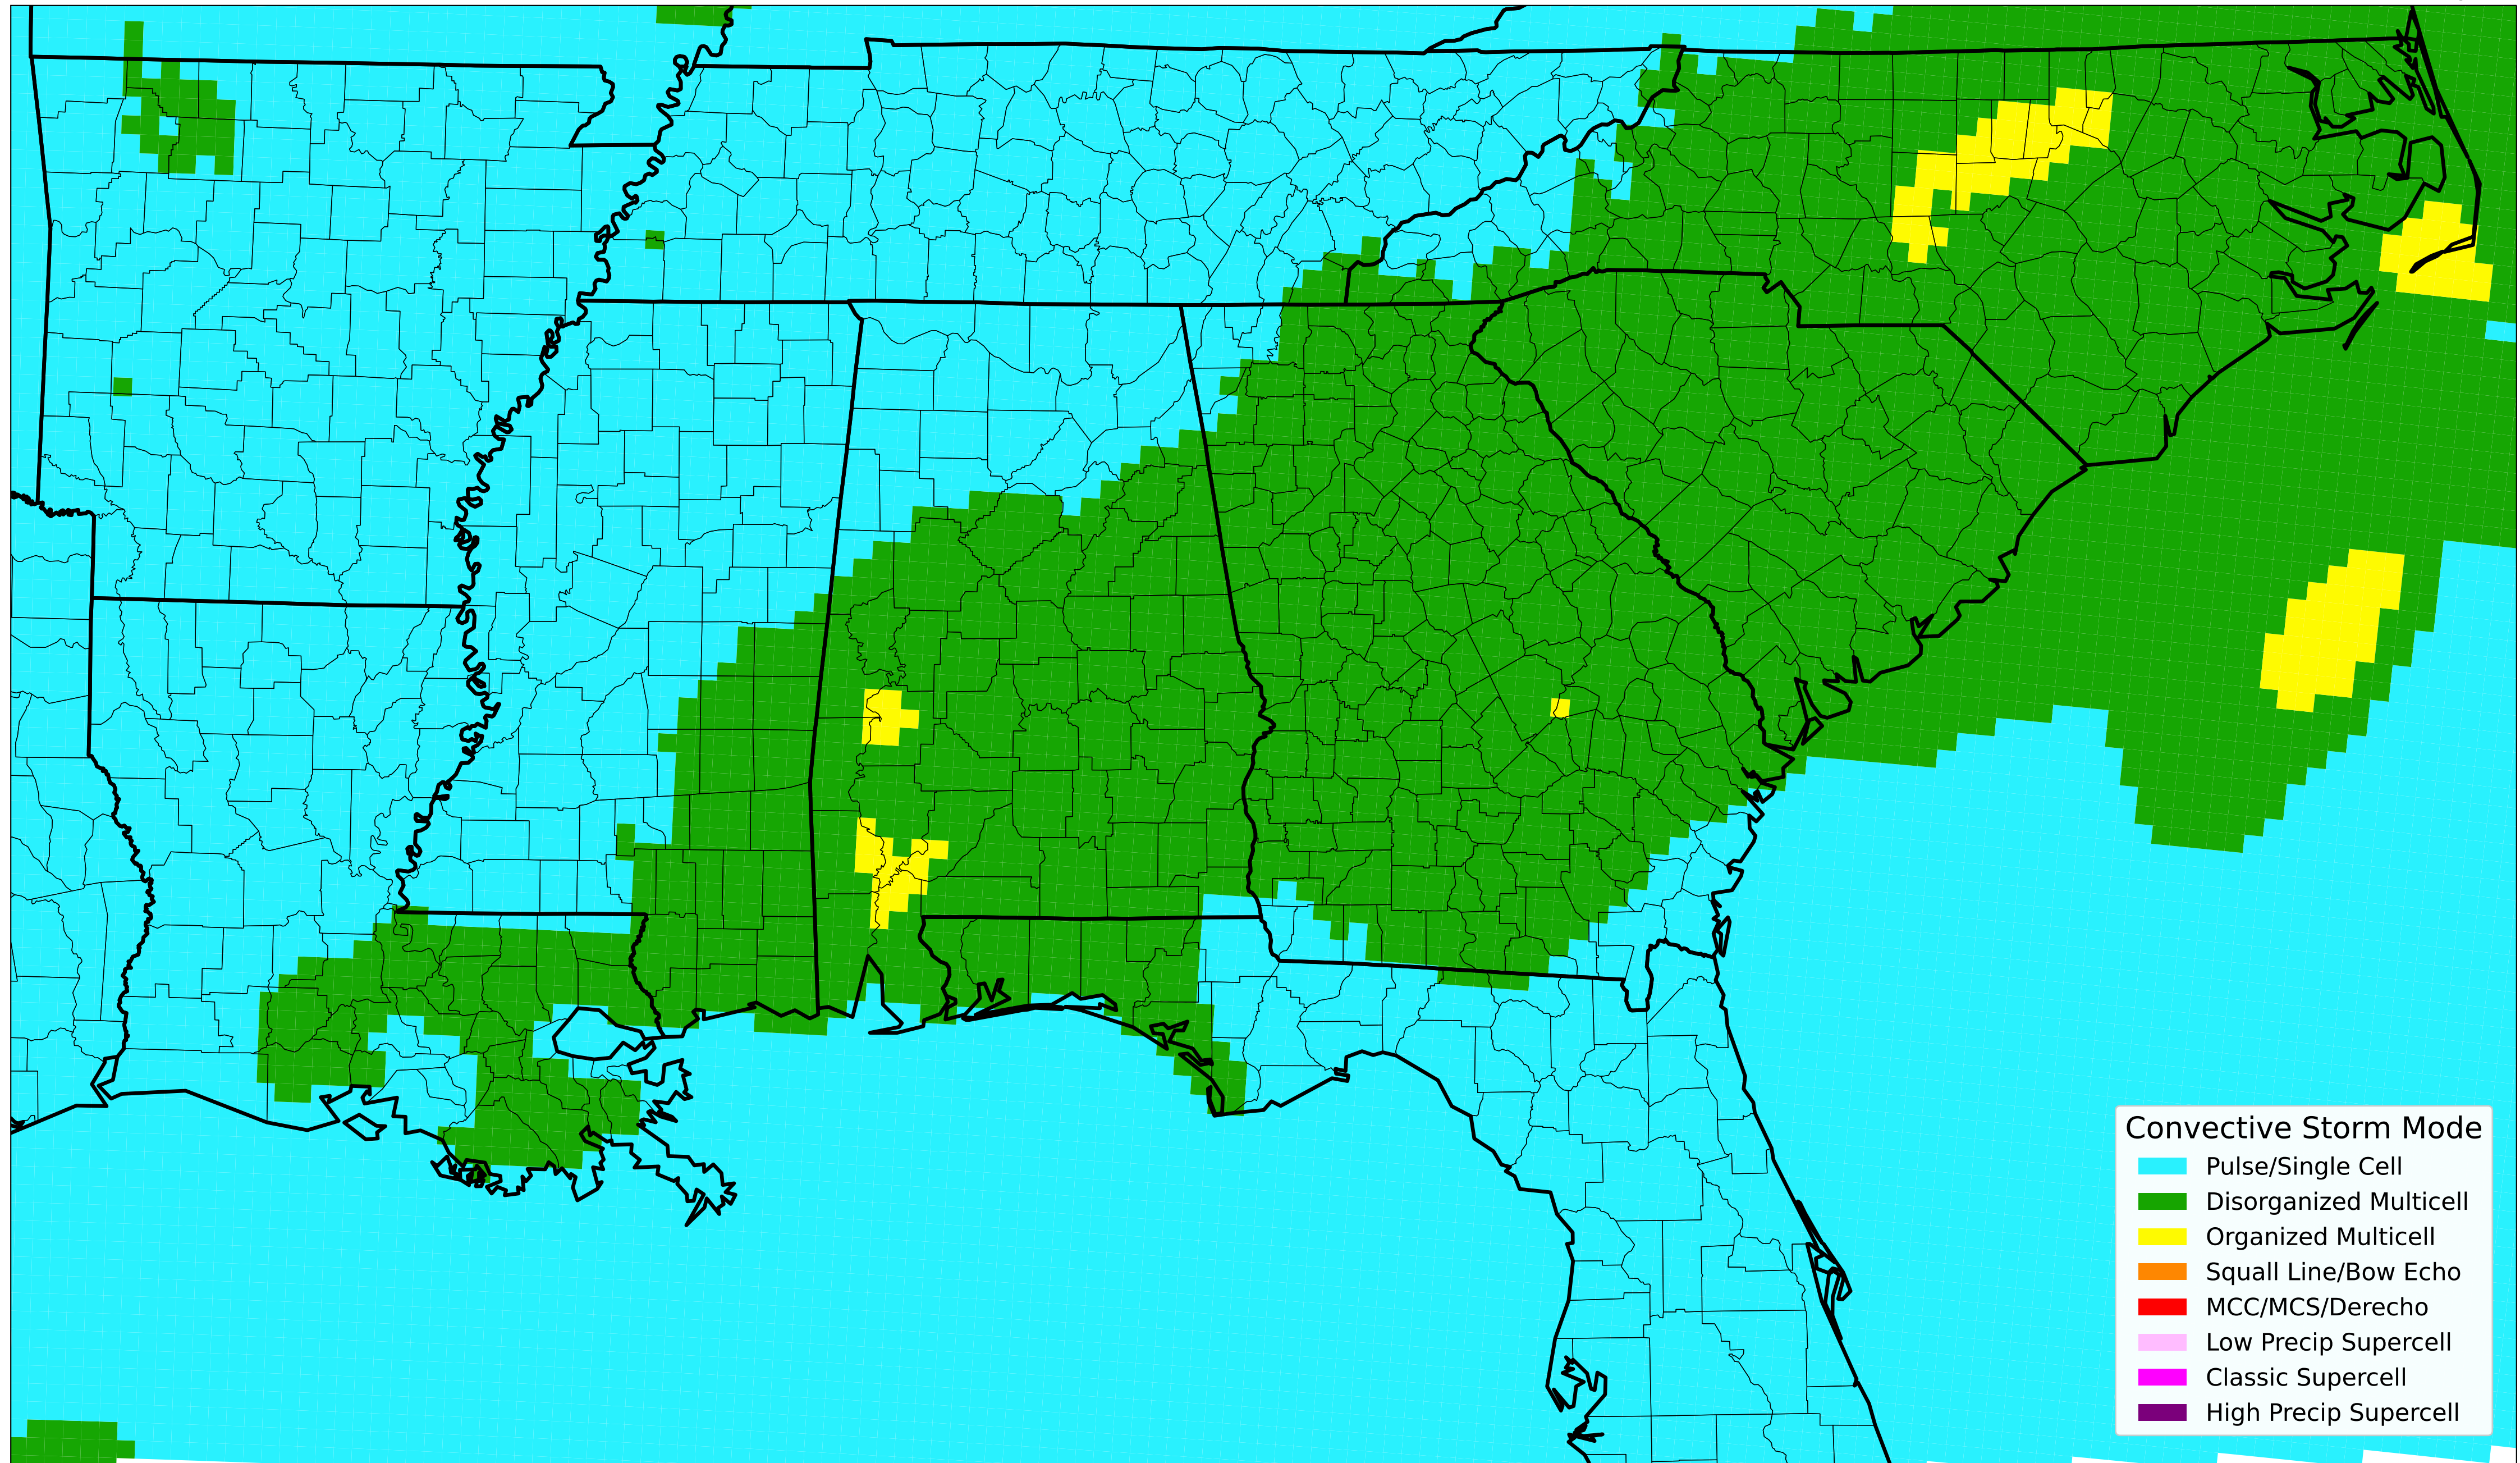 Convective Storm Mode
Pulse/Single Cell
Disorganized Multicell
Organized Multicell
Squall Line/Bow Echo
MCC/MCS/Derecho
Low Precip Supercell
Classic Supercell
High Precip Supercell